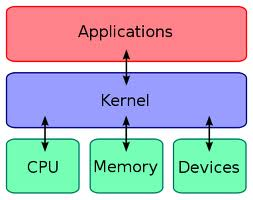 Applications
Kernel
CPU
Memory
Devices